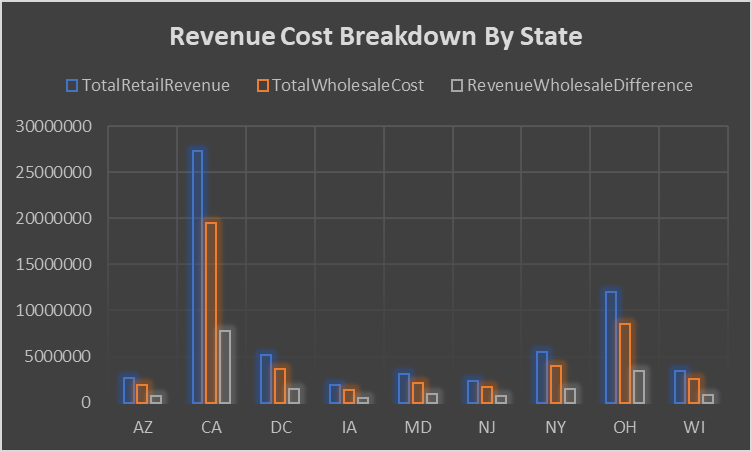 Revenue Cost Breakdown By State
TotalRetailRevenue TotalWholesaleCost RevenueWholesaleDifference
30000000
25000000
20000000
15000000
10000000
5000000
0
AZ CA DC IA MD NJ NY OH WI